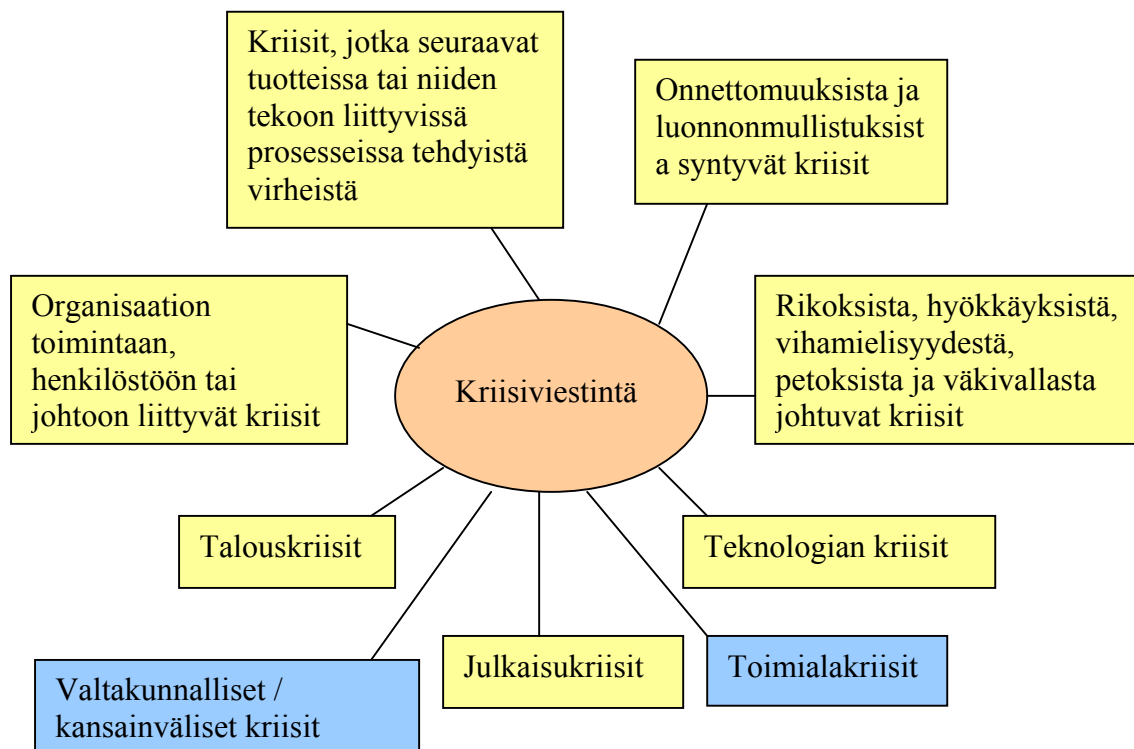 Kriisit, jotka seuraavat
tuotteissa tai niiden
tekoon liittyvissä
prosesseissa tehdyistä
virheistä
Onnettomuuksista ja
luonnonmullistuksist
a syntyvät kriisit
Organisaation
toimintaan,
henkilöstöön tai
johtoon liittyvät kriisit
Kriisiviestintä
Rikoksista, hyökkäyksistä,
vihamielisyydestä,
petoksista ja väkivallasta
johtuvat kriisit
Talouskriisit
Teknologian kriisit
Valtakunnalliset /
kansainväliset kriisit
Julkaisukriisit
Toimialakriisit